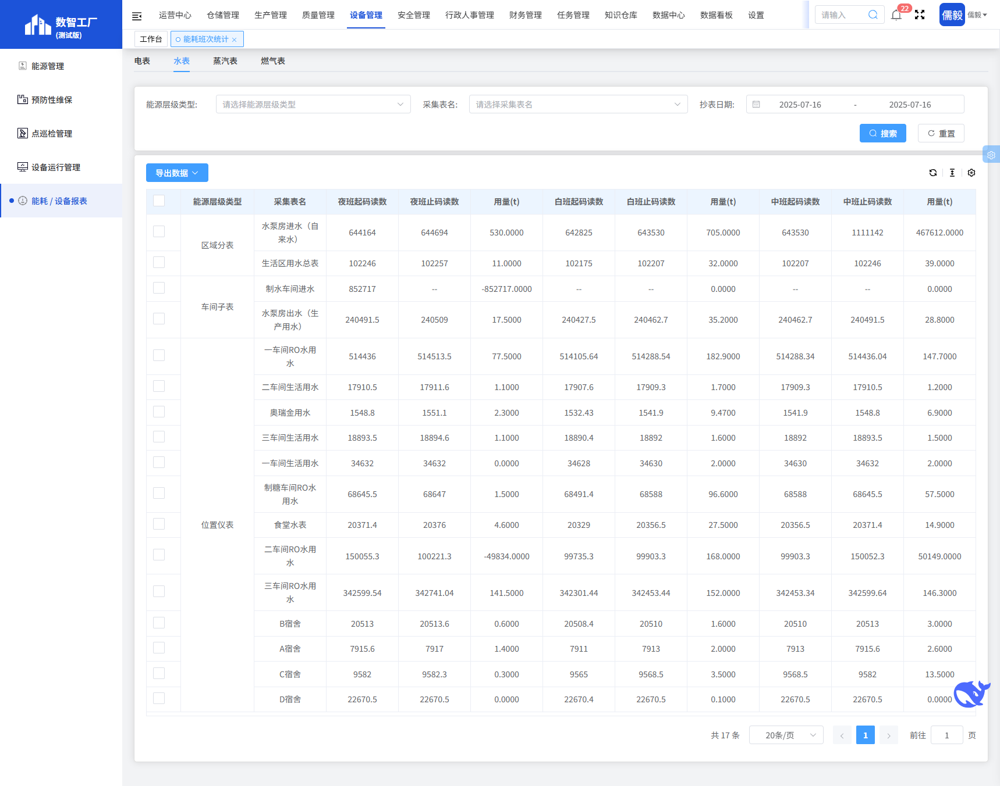 数智工厂
(测试版)
运营中心 仓储管理 生产管理 质量管理 设备管理 安全管理 行政人事管理 财务管理 任务管理 知识仓库 数据中心 数据看板 设置
请输入
22
儒毅
儒毅
工作台 能耗班次统计
能源管理
预防性维保
点巡检管理
设备运行管理
能耗 / 设备报表
电表 水表 蒸汽表 燃气表
能源层级类型: 请选择能源层级类型 采集表名: 请选择采集表名 抄表日期: 2025-07-16 - 2025-07-16
搜索 重置
导出数据
能源层级类型 采集表名 夜班起码读数 夜班止码读数 用量(t) 白班起码读数 白班止码读数 用量(t) 中班起码读数 中班止码读数 用量(t)
区域分表
水泵房进水（自
来水） 644164 644694 530.0000 642825 643530 705.0000 643530 1111142 467612.0000
生活区用水总表 102246 102257 11.0000 102175 102207 32.0000 102207 102246 39.0000
车间子表
制水车间进水 852717 -- -852717.0000 -- -- 0.0000 -- -- 0.0000
水泵房出水（生
产用水） 240491.5 240509 17.5000 240427.5 240462.7 35.2000 240462.7 240491.5 28.8000
位置仪表
一车间RO水用
水 514436 514513.5 77.5000 514105.64 514288.54 182.9000 514288.34 514436.04 147.7000
二车间生活用水 17910.5 17911.6 1.1000 17907.6 17909.3 1.7000 17909.3 17910.5 1.2000
奥瑞金用水 1548.8 1551.1 2.3000 1532.43 1541.9 9.4700 1541.9 1548.8 6.9000
三车间生活用水 18893.5 18894.6 1.1000 18890.4 18892 1.6000 18892 18893.5 1.5000
一车间生活用水 34632 34632 0.0000 34628 34630 2.0000 34630 34632 2.0000
制糖车间RO水
用水 68645.5 68647 1.5000 68491.4 68588 96.6000 68588 68645.5 57.5000
食堂水表 20371.4 20376 4.6000 20329 20356.5 27.5000 20356.5 20371.4 14.9000
二车间RO水用
水 150055.3 100221.3 -49834.0000 99735.3 99903.3 168.0000 99903.3 150052.3 50149.0000
三车间RO水用
水 342599.54 342741.04 141.5000 342301.44 342453.44 152.0000 342453.34 342599.64 146.3000
B宿舍 20513 20513.6 0.6000 20508.4 20510 1.6000 20510 20513 3.0000
A宿舍 7915.6 7917 1.4000 7911 7913 2.0000 7913 7915.6 2.6000
C宿舍 9582 9582.3 0.3000 9565 9568.5 3.5000 9568.5 9582 13.5000
D宿舍 22670.5 22670.5 0.0000 22670.4 22670.5 0.1000 22670.5 22670.5 0.0000
共 17 条 20条/页 1 前往 1 页